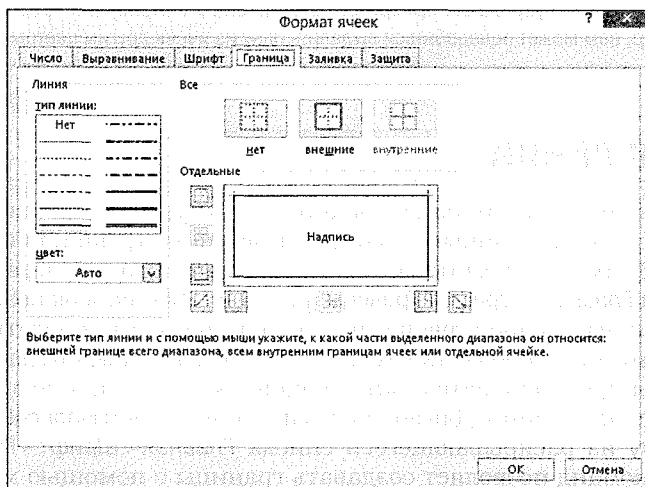 Формат ячеек
?
Число Выравнивание Шрифт Граница Заливка Защита
Линия
Все
тип линии:
Нет
нет внешние внутренние
Отдельные
Надпись
цвет:
Авто
Выберите тип линии и с помощью мыши укажите, к какой части выделенного диапазона он относится:
внешней границе всего диапазона, всем внутренним границам ячеек или отдельной ячейке.
OK Отмена